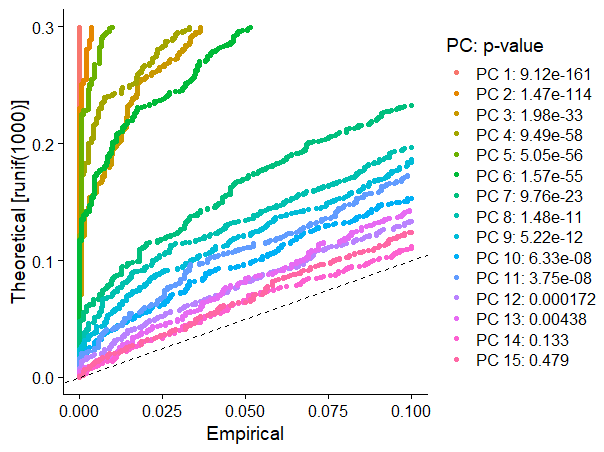 0.3
0.2
0.1
0.0
Theoretical [runif(1000)]
0.000
0.025
0.050
0.075
0.100
Empirical
PC: p-value
PC 1: 9.12e-161
PC 2: 1.47e-114
PC 3: 1.98e-33
PC 4: 9.49e-58
PC 5: 5.05e-56
PC 6: 1.57e-55
PC 7: 9.76e-23
PC 8: 1.48e-11
PC 9: 5.22e-12
PC 10: 6.33e-08
PC 11: 3.75e-08
PC 12: 0.000172
PC 13: 0.00438
PC 14: 0.133
PC 15: 0.479